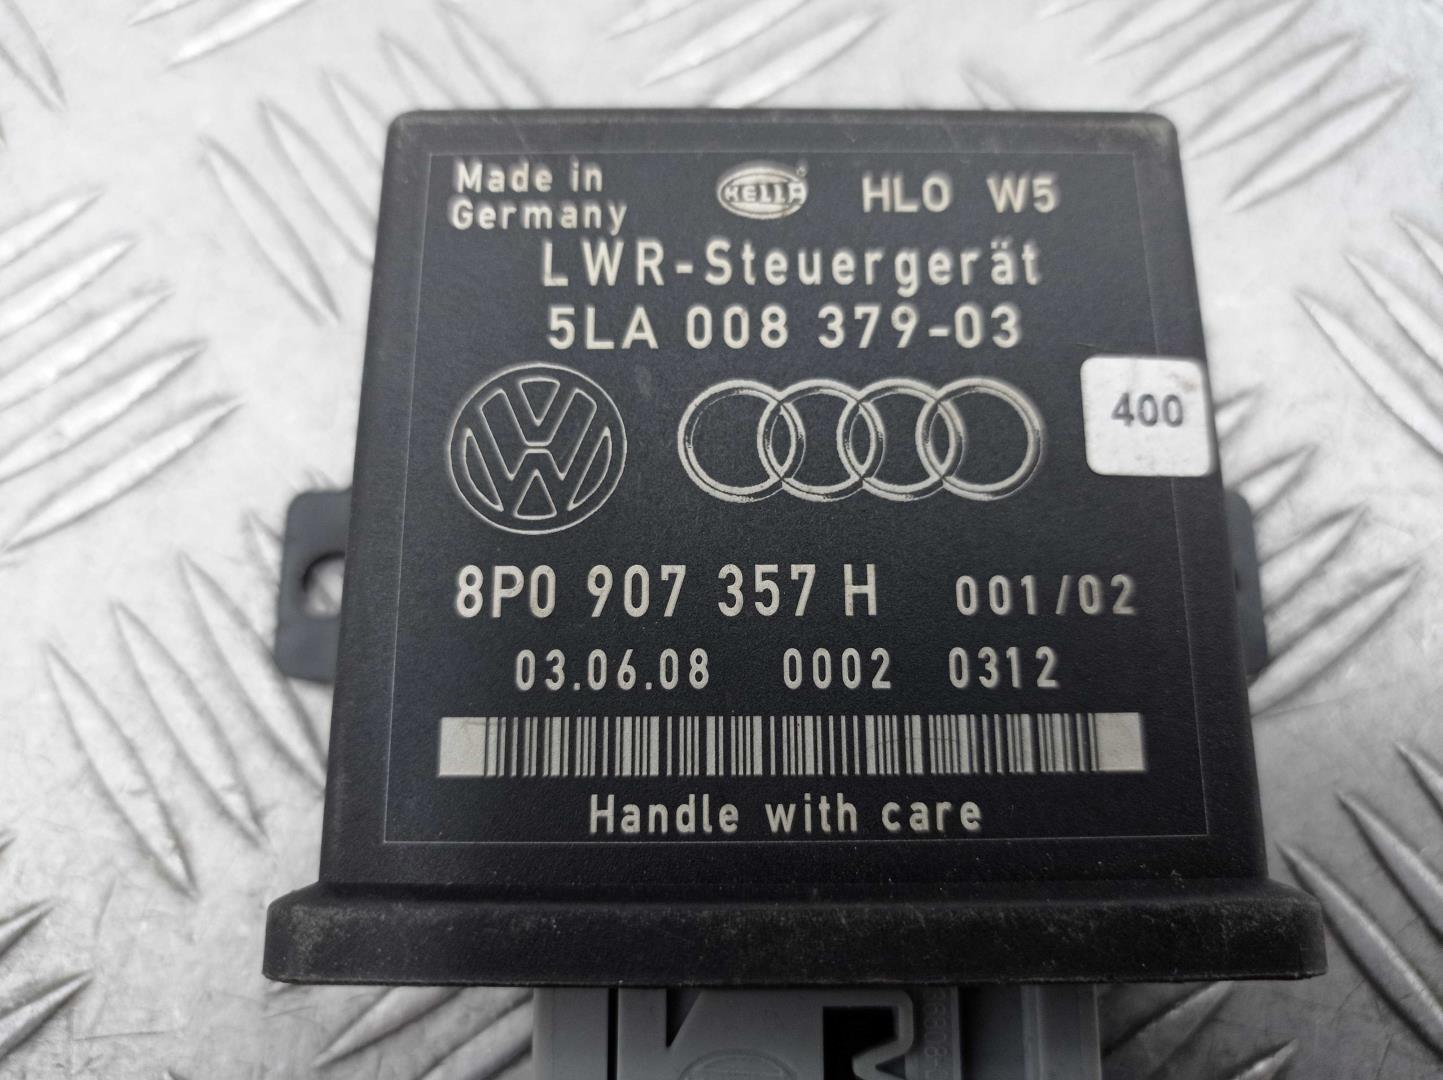 Made in
Germany
HELLA
HLO W5
LWR-Steuergerät
5LA 008 379-03
400
8P0 907 357 H 001/02
03.06.08 0002 0312
Handle with care